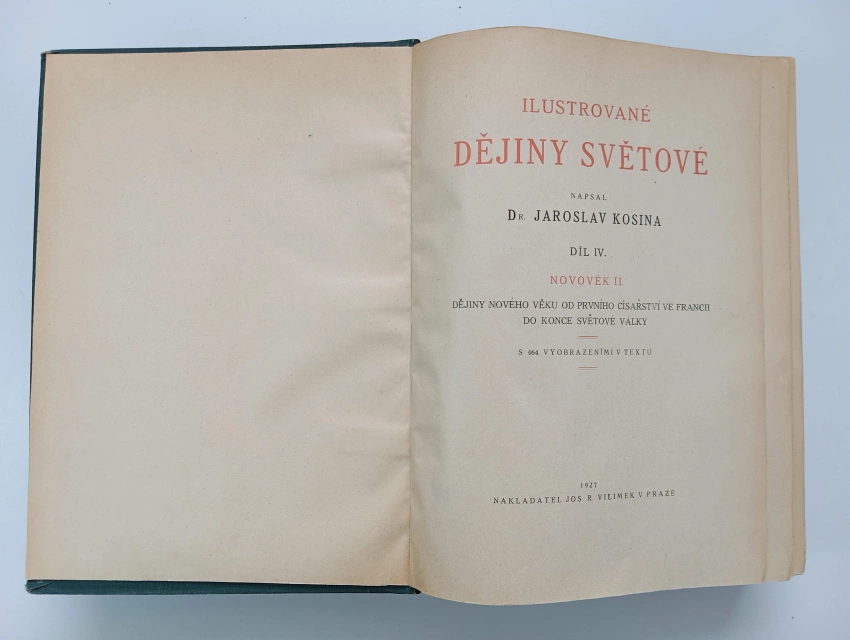 ILUSTROVANÉ
DĚJINY SVĚTOVÉ
NAPSAL
DR. JAROSLAV KOSINA
DÍL IV.
NOVOVĚK II.
DĚJINY NOVÉHO VĚKU OD PRVNÍHO CÍSAŘSTVÍ VE FRANCII
DO KONCE SVĚTOVÉ VÁLKY
S 464 VYOBRAZENÍMI V TEXTU
1927
NAKLADATEL JOS. R. VILÍMEK V PRAZE